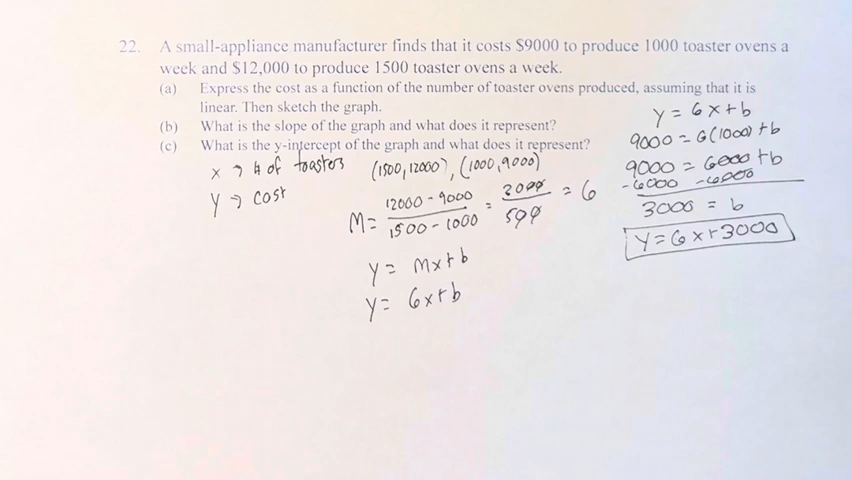 22. A small-appliance manufacturer finds that it costs $9000 to produce 1000 toaster ovens a
week and $12,000 to produce 1500 toaster ovens a week.
(a) Express the cost as a function of the number of toaster ovens produced, assuming that it is
linear. Then sketch the graph.
(b) What is the slope of the graph and what does it represent?
(c) What is the y-intercept of the graph and what does it represent?
x → # of toasters
y → cost
(1500, 12000), (1000, 9000)
M = 12000 - 9000 / 1500 - 1000 = 3000 / 500 = 6
y = mx + b
y = 6x + b
y = 6x + b
9000 = 6(1000) + b
9000 = 6000 + b
-6000 -6000
3000 = b
y = 6x + 3000